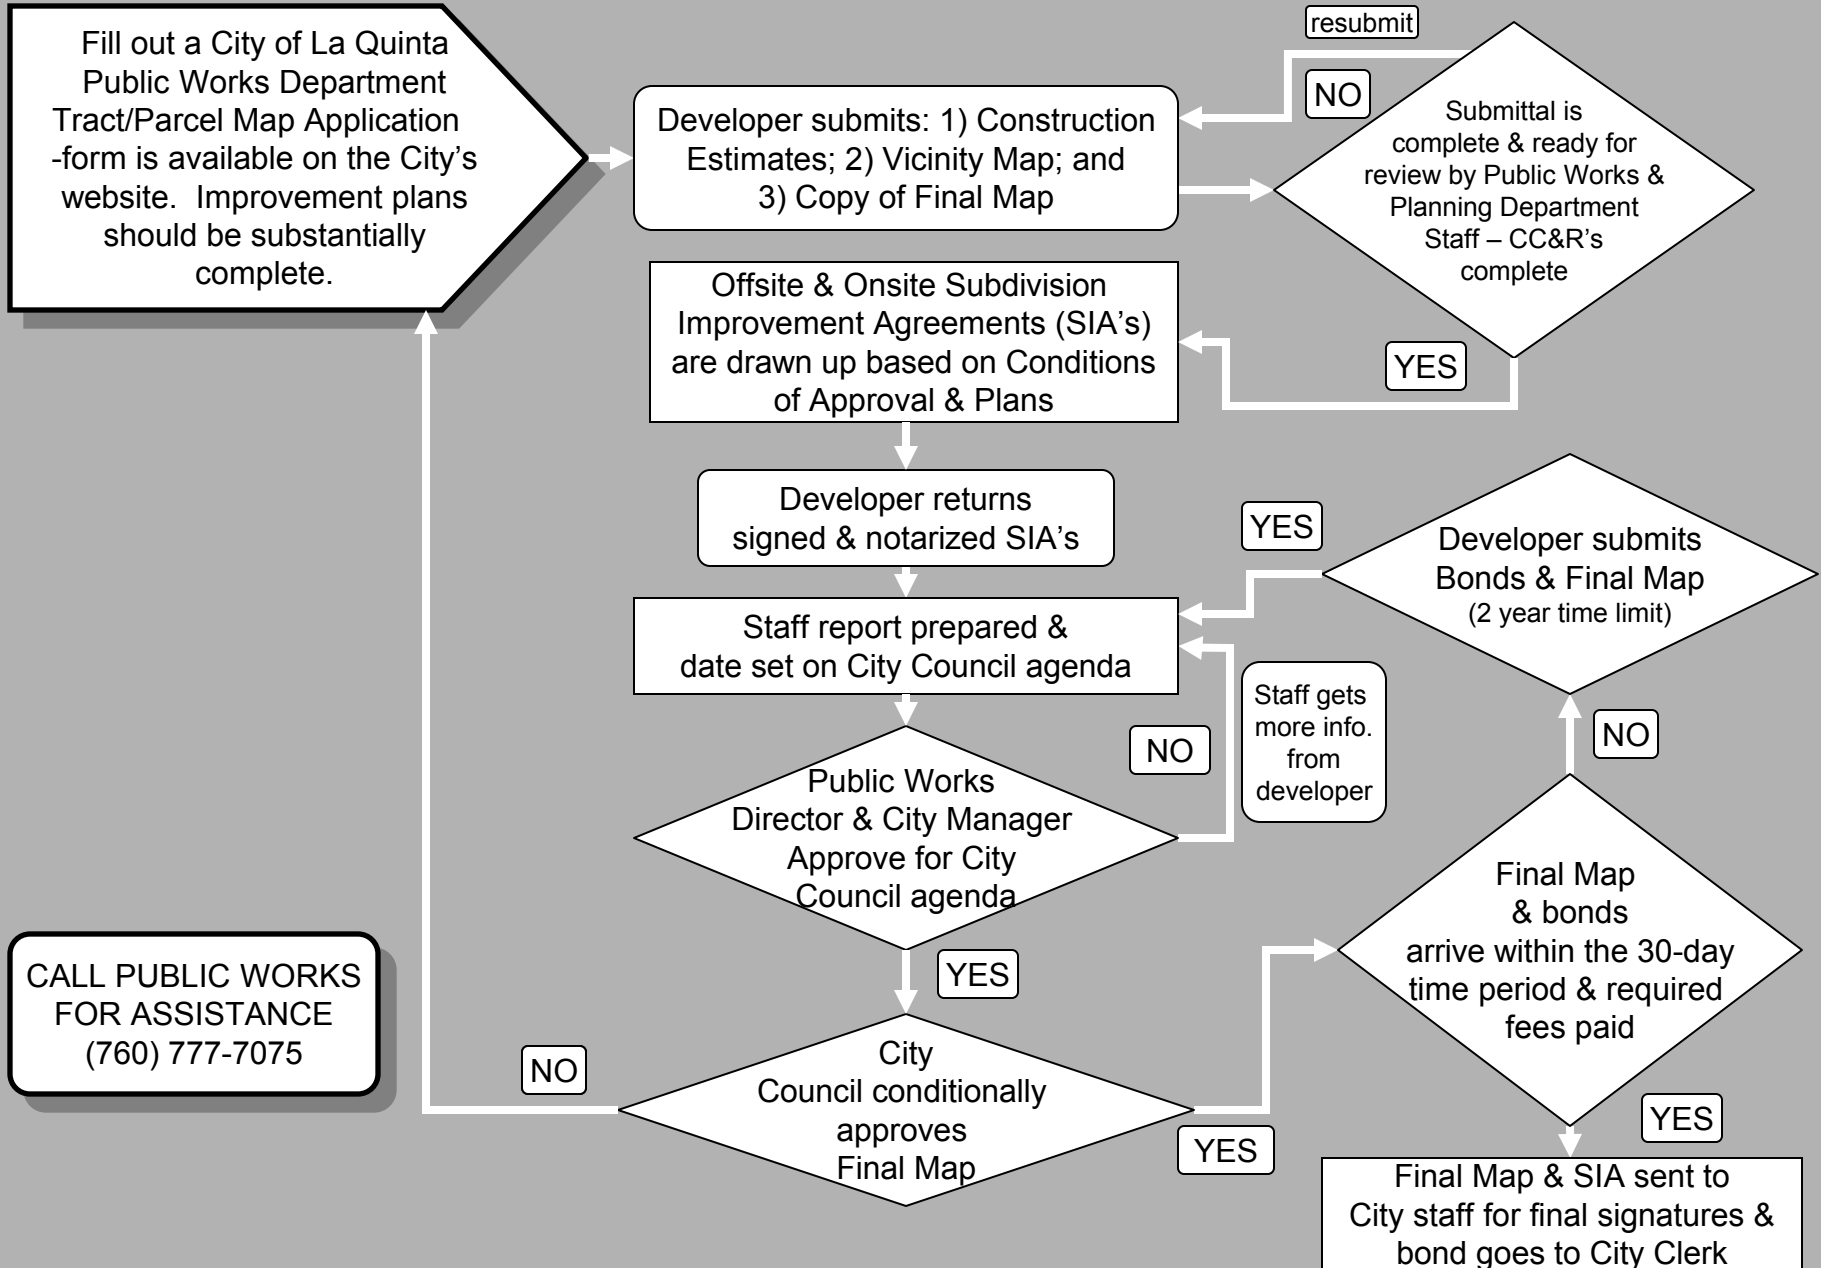 Fill out a City of La Quinta
Public Works Department
Tract/Parcel Map Application
-form is available on the City's
website.  Improvement plans
should be substantially
complete.
Developer submits: 1) Construction
Estimates; 2) Vicinity Map; and
3) Copy of Final Map
resubmit
NO
Submittal is
complete & ready for
review by Public Works &
Planning Department
Staff – CC&R's
complete
YES
Offsite & Onsite Subdivision
Improvement Agreements (SIA's)
are drawn up based on Conditions
of Approval & Plans
Developer returns
signed & notarized SIA's
Staff report prepared &
date set on City Council agenda
YES
Developer submits
Bonds & Final Map
(2 year time limit)
Staff gets
more info.
from
developer
NO
NO
Public Works
Director & City Manager
Approve for City
Council agenda
YES
Final Map
& bonds
arrive within the 30-day
time period & required
fees paid
CALL PUBLIC WORKS
FOR ASSISTANCE
(760) 777-7075
NO
City
Council conditionally
approves
Final Map
YES
YES
Final Map & SIA sent to
City staff for final signatures &
bond goes to City Clerk